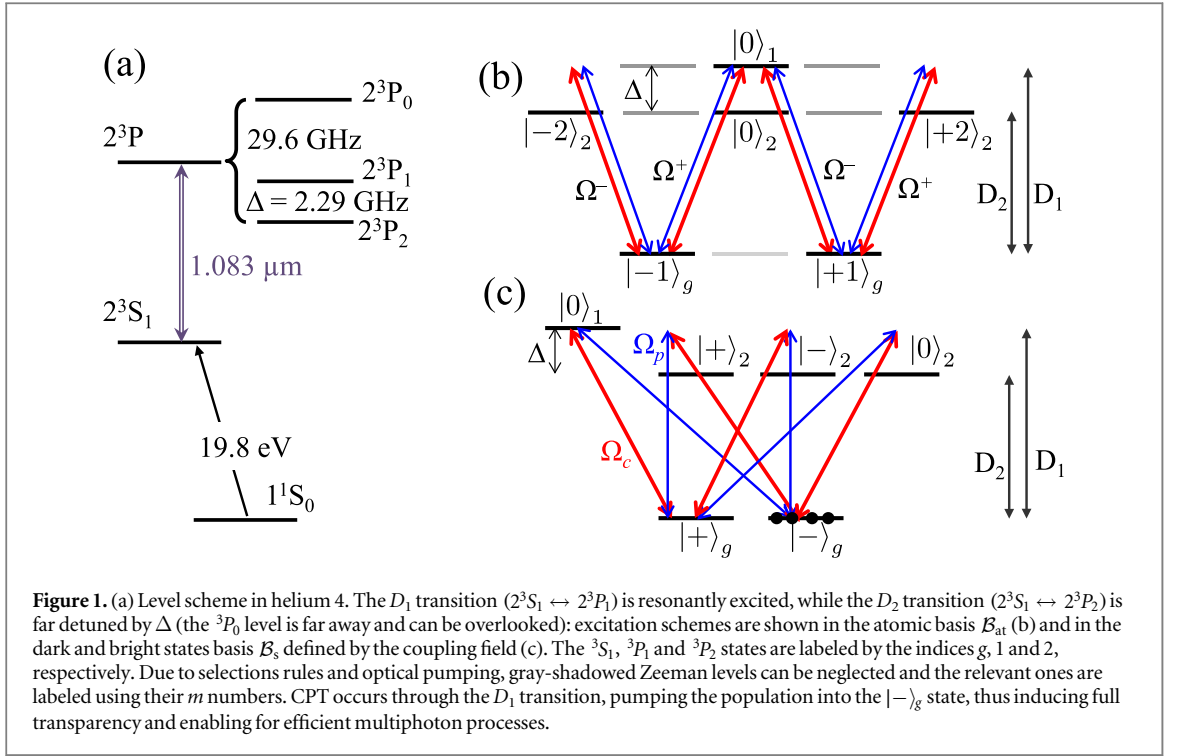 (a)
2³P₀
2³P
29.6 GHz
2³P₁
Δ = 2.29 GHz
2³P₂
1.083 µm
2³S₁
19.8 eV
1¹S₀
(b)
|0⟩₁
Δ
|−2⟩₂
|0⟩₂
|+2⟩₂
Ω⁻
Ω⁺
Ω⁻
Ω⁺
D₂
D₁
|−1⟩g
|+1⟩g
(c)
|0⟩₁
Δ
Ωp
|+⟩₂
|−⟩₂
|0⟩₂
Ωc
D₂
D₁
|+⟩g
|−⟩g
Figure 1. (a) Level scheme in helium 4. The D₁ transition (2³S₁ ↔ 2³P₁) is resonantly excited, while the D₂ transition (2³S₁ ↔ 2³P₂) is
far detuned by Δ (the ³P₀ level is far away and can be overlooked): excitation schemes are shown in the atomic basis ℬat (b) and in the
dark and bright states basis ℬs defined by the coupling field (c). The ³S₁, ³P₁ and ³P₂ states are labeled by the indices g, 1 and 2,
respectively. Due to selections rules and optical pumping, gray-shadowed Zeeman levels can be neglected and the relevant ones are
labeled using their m numbers. CPT occurs through the D₁ transition, pumping the population into the |−⟩g state, thus inducing full
transparency and enabling for efficient multiphoton processes.